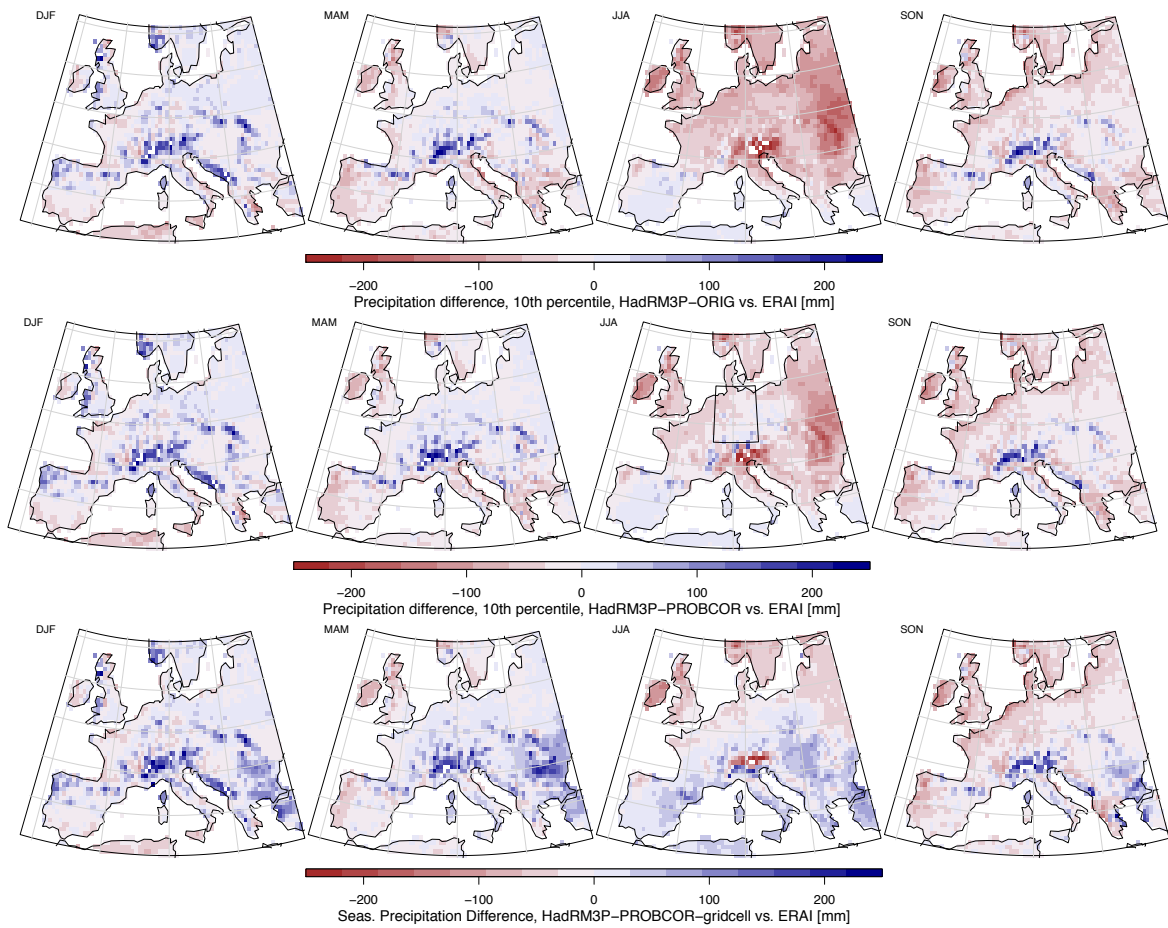 DJF MAM JJA SON
−200 −100 0 100 200
Precipitation difference, 10th percentile, HadRM3P−ORIG vs. ERAI [mm]
DJF MAM JJA SON
−200 −100 0 100 200
Precipitation difference, 10th percentile, HadRM3P−PROBCOR vs. ERAI [mm]
DJF MAM JJA SON
−200 −100 0 100 200
Seas. Precipitation Difference, HadRM3P−PROBCOR−gridcell vs. ERAI [mm]